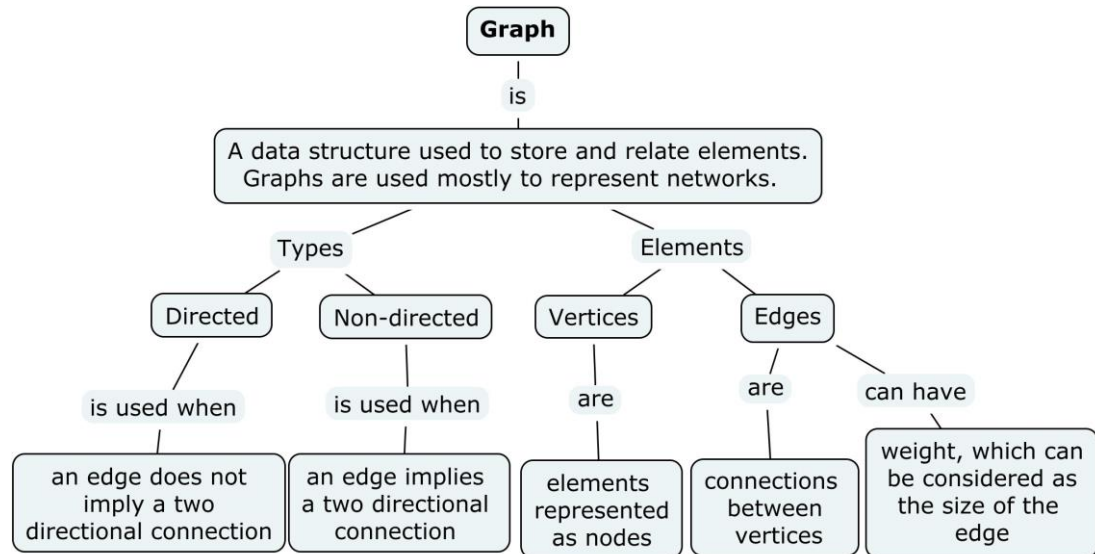 Graph
is
A data structure used to store and relate elements.
Graphs are used mostly to represent networks.
Types
Elements
Directed
Non-directed
Vertices
Edges
is used when
is used when
are
are
can have
an edge does not
imply a two
directional connection
an edge implies
a two directional
connection
elements
represented
as nodes
connections
between
vertices
weight, which can
be considered as
the size of the
edge